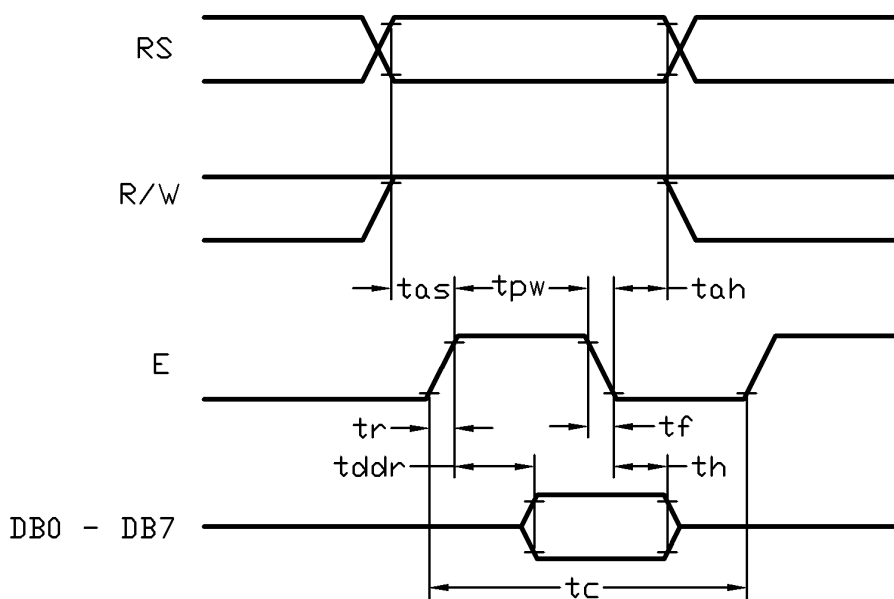 RS
R/W
tas tpw tah
E
tr tf
tddr th
DB0 - DB7
tc